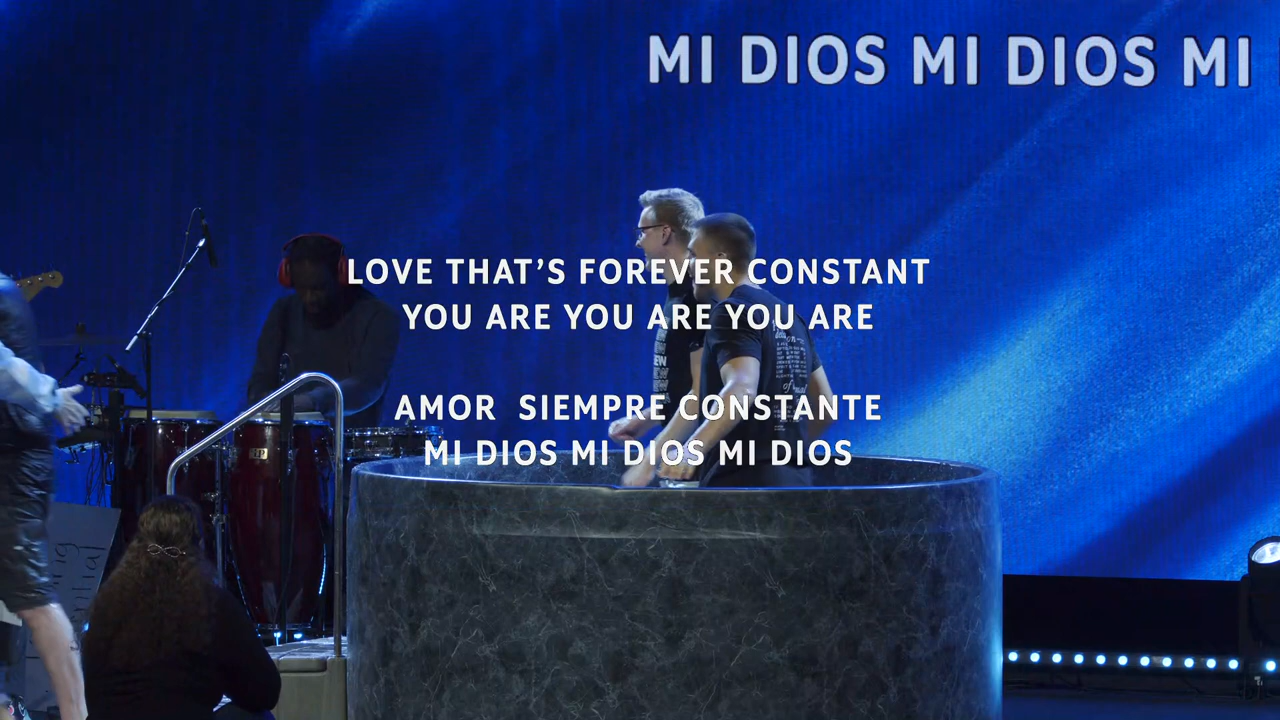 MI DIOS MI DIOS MI
LOVE THAT’S FOREVER CONSTANT
YOU ARE YOU ARE YOU ARE
AMOR SIEMPRE CONSTANTE
MI DIOS MI DIOS MI DIOS